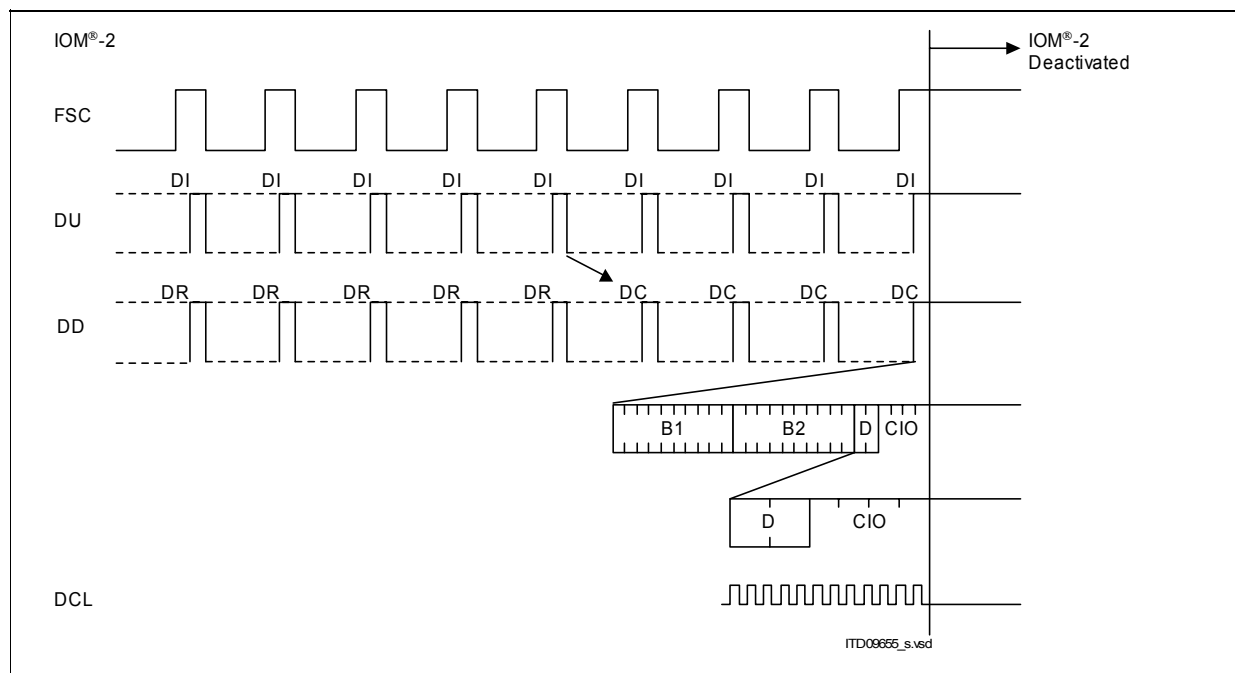 IOM®-2
IOM®-2
Deactivated
FSC
DI DI DI DI DI DI DI DI DI
DU
DR DR DR DR DR DC DC DC DC
DD
B1 B2 D CIO
D CIO
DCL
ITD09655_s.vsd